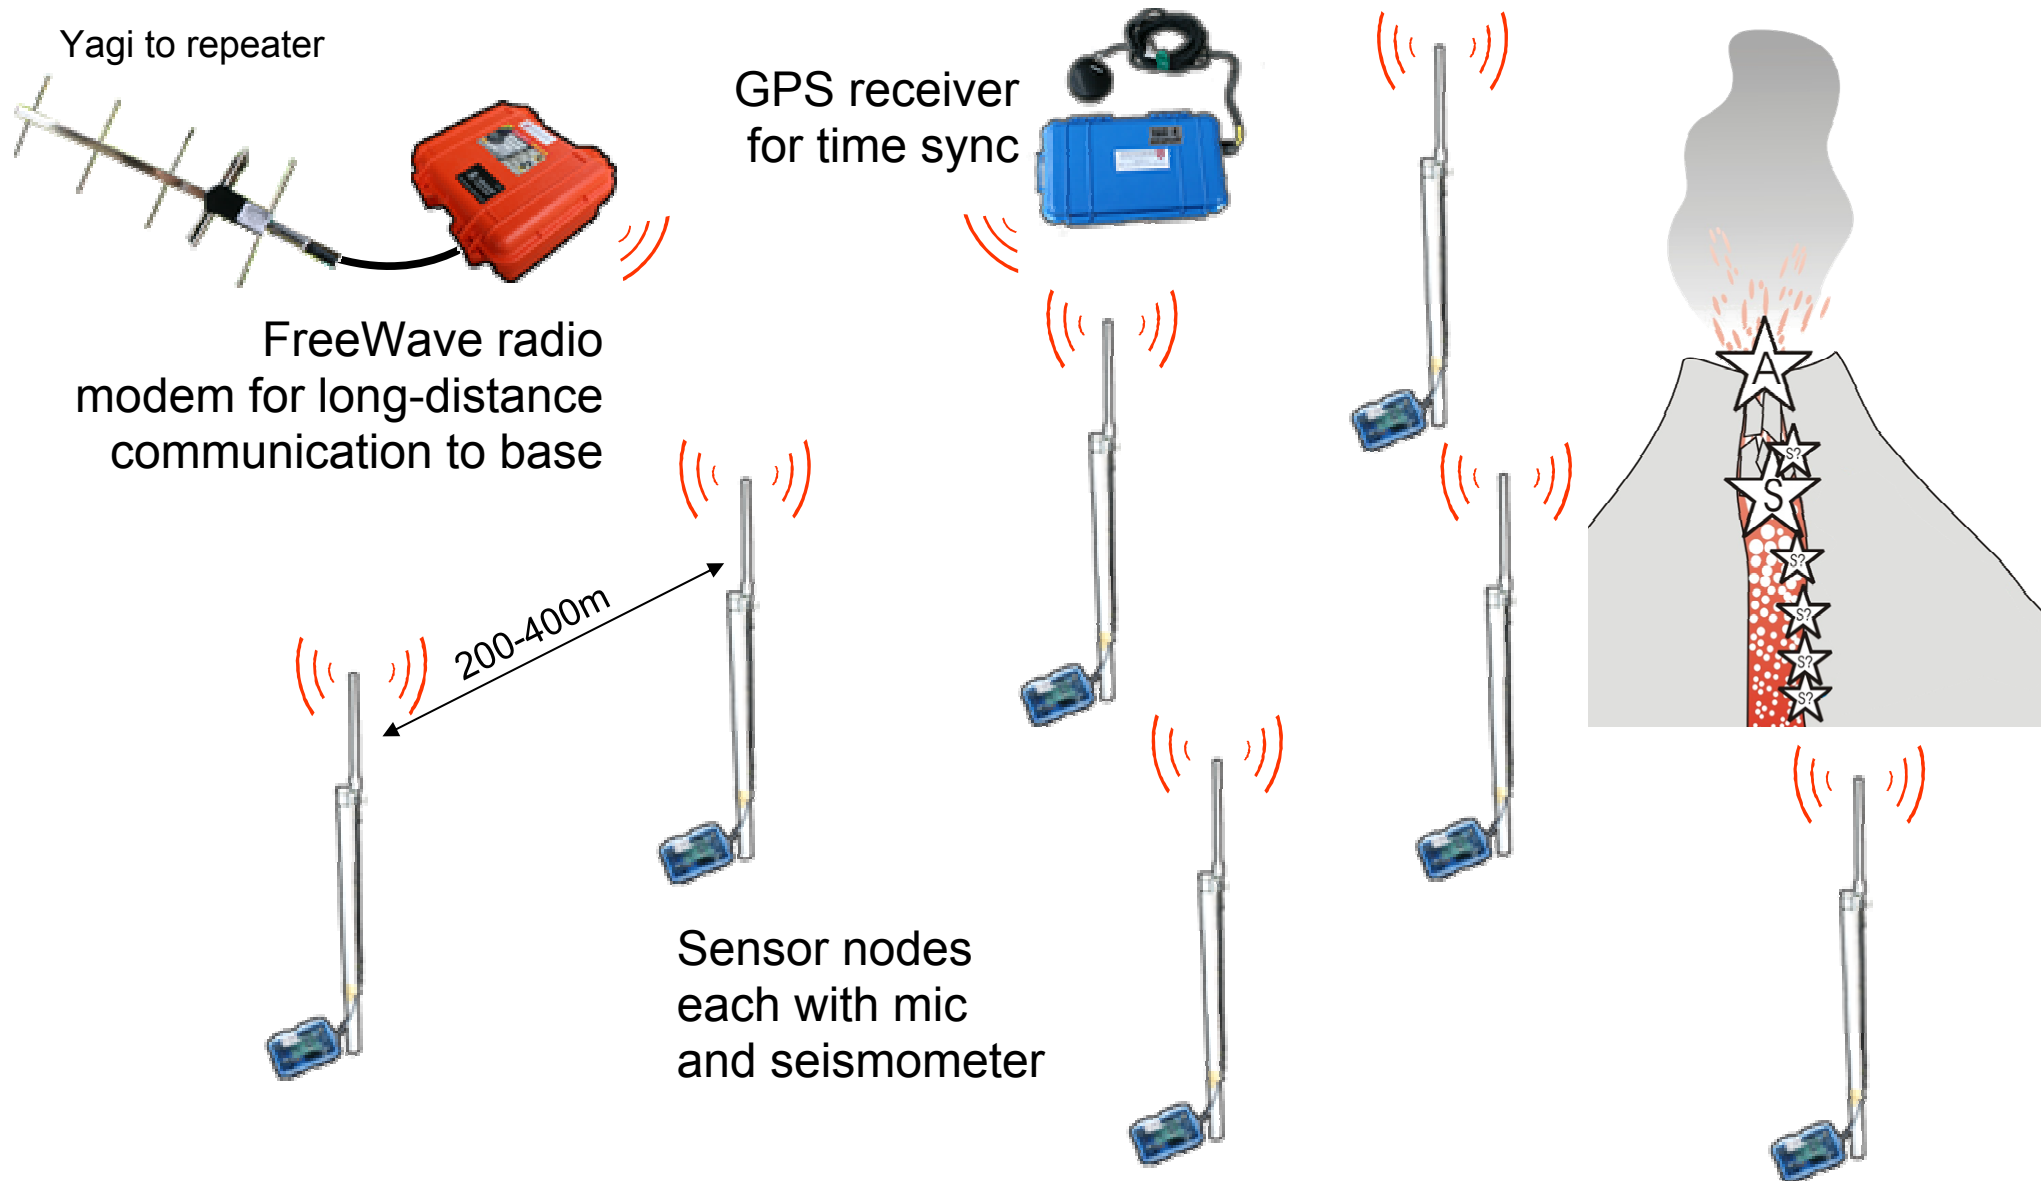 Yagi to repeater
GPS receiver
for time sync
FreeWave radio
modem for long-distance
communication to base
200-400m
Sensor nodes
each with mic
and seismometer
A
S?
S
S?
S?
S?
S?